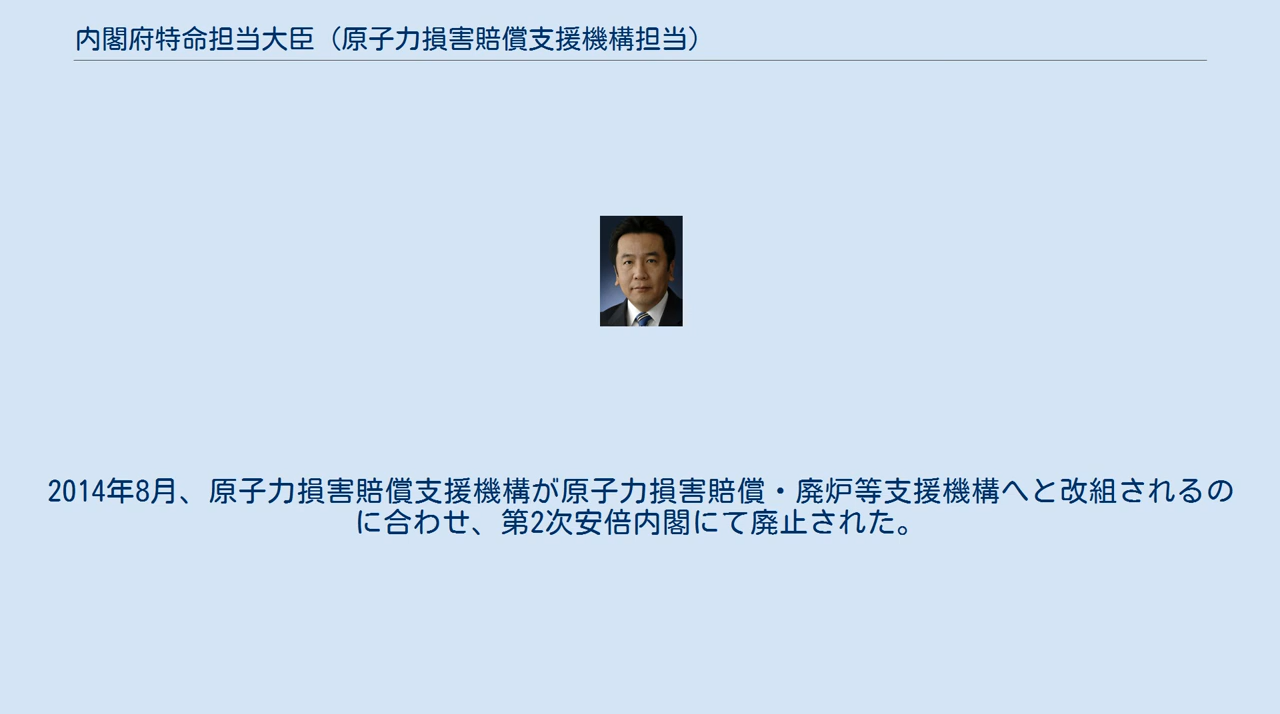 内閣府特命担当大臣（原子力損害賠償支援機構担当）
2014年8月、原子力損害賠償支援機構が原子力損害賠償・廃炉等支援機構へと改組されるの
に合わせ、第2次安倍内閣にて廃止された。